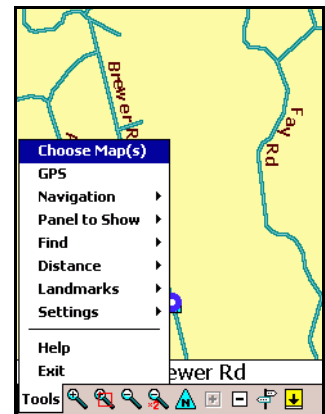 Brewer R
Fay Rd
Choose Map(s)
GPS
Navigation
Panel to Show
Find
Distance
Landmarks
Settings
Help
Exit
ewer Rd
Tools
x2
N